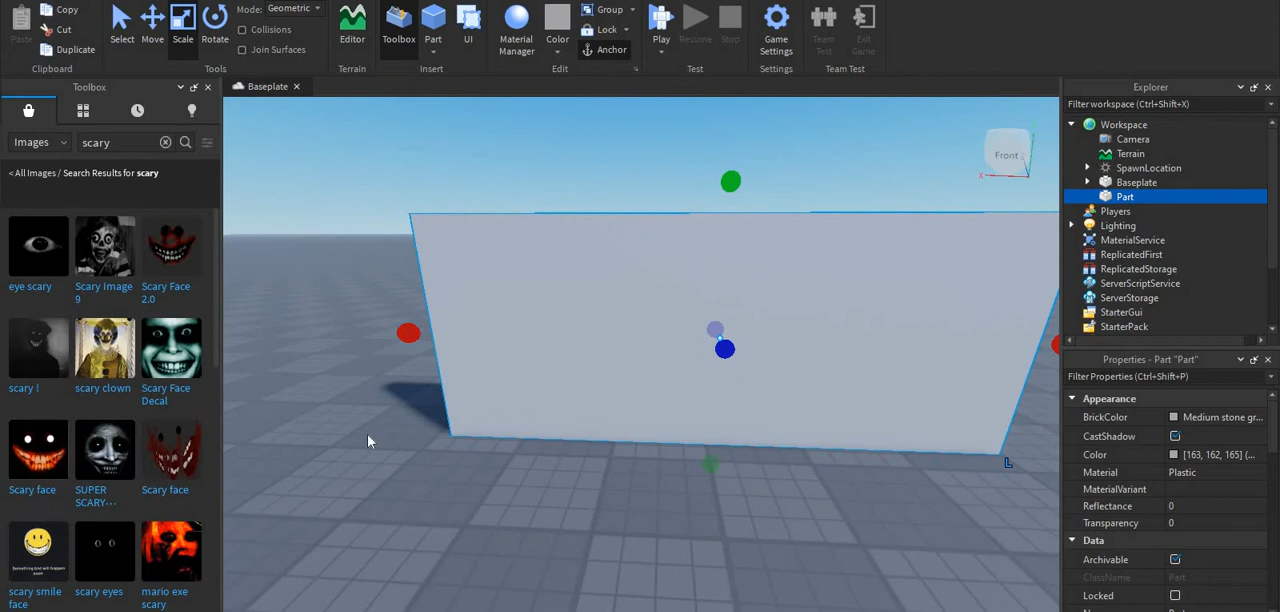 Copy
Mode: Geometric
Group
Cut
Collisions
Lock
Paste
Duplicate
Select Move Scale Rotate
Join Surfaces
Editor
Toolbox Part UI
Material Manager
Color
Anchor
Play Resume Stop
Game Settings
Team Test
Exit Game
Clipboard Tools Terrain Insert Edit Test Settings Team Test
Toolbox
Baseplate
Explorer
Filter workspace (Ctrl+Shift+X)
Images
scary
< All Images / Search Results for scary
eye scary
Scary Image 9
Scary Face 2.0
scary !
scary clown
Scary Face Decal
Scary face
SUPER SCARY···
Scary face
Something bad will happen soon
scary smile face
scary eyes
mario exe scary
Front
X
L
Workspace
Camera
Terrain
SpawnLocation
Baseplate
Part
Players
Lighting
MaterialService
ReplicatedFirst
ReplicatedStorage
ServerScriptService
ServerStorage
StarterGui
StarterPack
Properties - Part "Part"
Filter Properties (Ctrl+Shift+P)
Appearance
BrickColor Medium stone gr...
CastShadow
Color [163, 162, 165] (...
Material Plastic
MaterialVariant
Reflectance 0
Transparency 0
Data
Archivable
ClassName Part
Locked